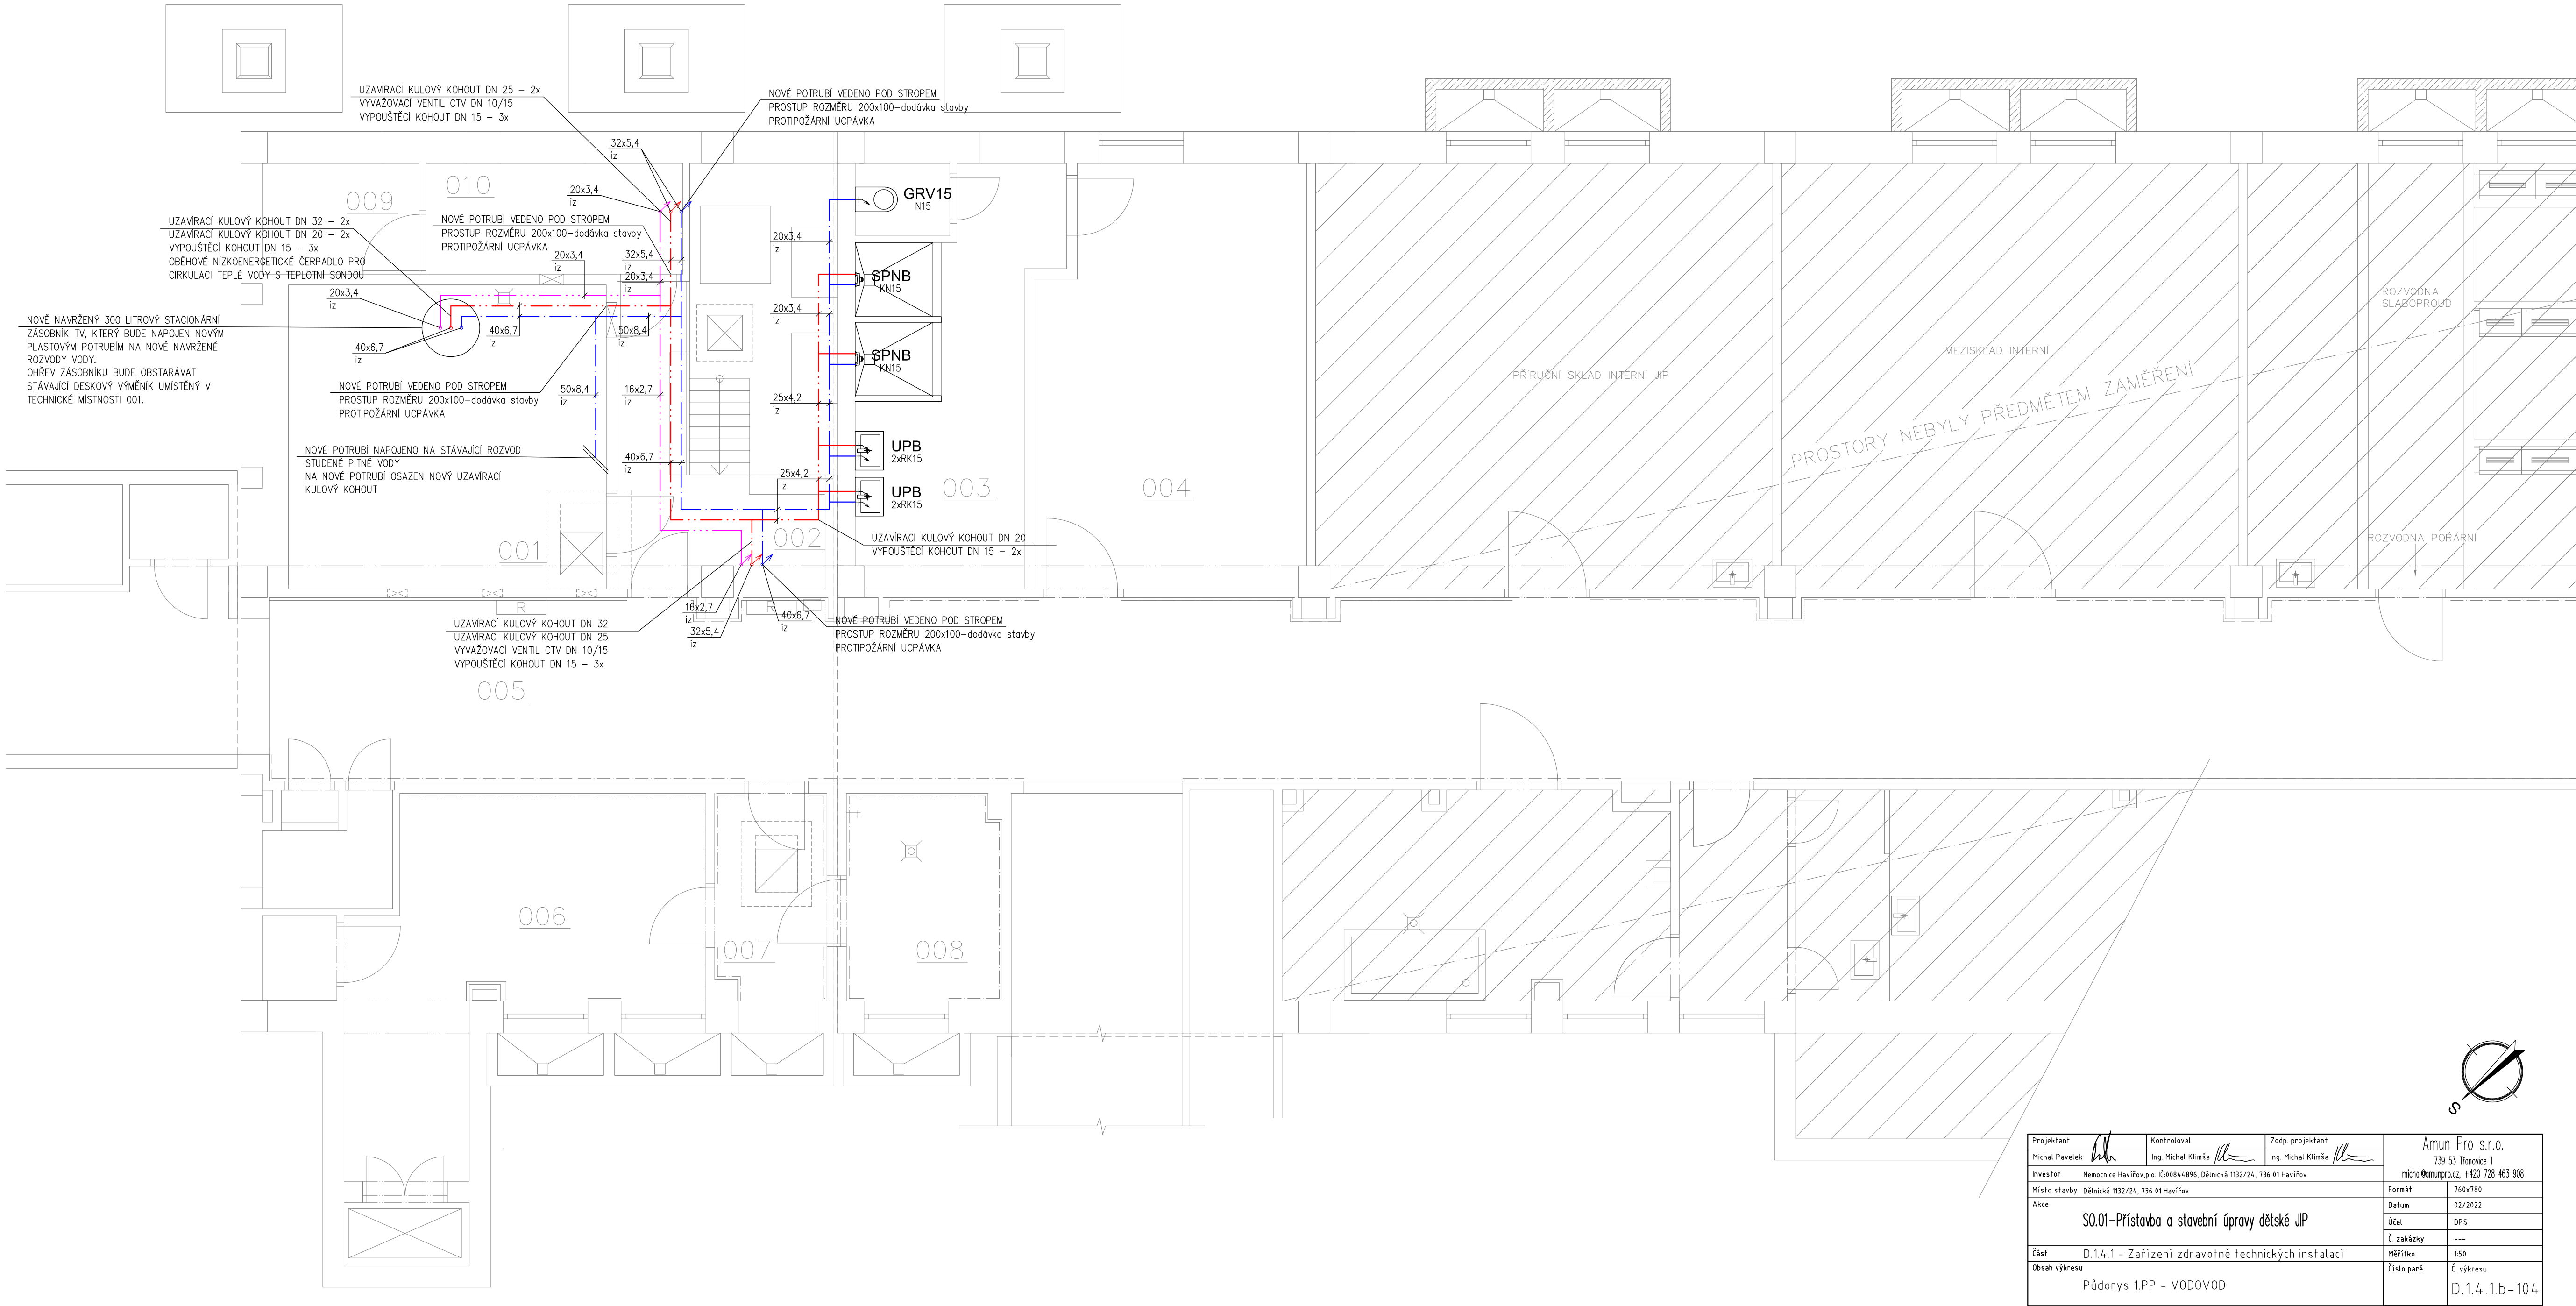 UZAVÍRACÍ KULOVÝ KOHOUT DN 25 – 2x
VYVAŽOVACÍ VENTIL CTV DN 10/15
VYPOUŠTĚCÍ KOHOUT DN 15 – 3x
NOVÉ POTRUBÍ VEDENO POD STROPEM
PROSTUP ROZMĚRU 200x100–dodávka stavby
PROTIPOŽÁRNÍ UCPÁVKA
32x5,4
iz
20x3,4
iz
009
010
GRV15
N15
UZAVÍRACÍ KULOVÝ KOHOUT DN 32 – 2x
UZAVÍRACÍ KULOVÝ KOHOUT DN 20 – 2x
VYPOUŠTĚCÍ KOHOUT DN 15 – 3x
OBĚHOVÉ NÍZKOENERGETICKÉ ČERPADLO PRO
CIRKULACI TEPLÉ VODY S TEPLOTNÍ SONDOU
NOVÉ POTRUBÍ VEDENO POD STROPEM
PROSTUP ROZMĚRU 200x100–dodávka stavby
PROTIPOŽÁRNÍ UCPÁVKA
20x3,4
iz
32x5,4
iz
20x3,4
iz
20x3,4
iz
SPNB
KN15
20x3,4
iz
NOVĚ NAVRŽENÝ 300 LITROVÝ STACIONÁRNÍ
ZÁSOBNÍK TV, KTERÝ BUDE NAPOJEN NOVÝM
PLASTOVÝM POTRUBÍM NA NOVĚ NAVRŽENÉ
ROZVODY VODY.
OHŘEV ZÁSOBNÍKU BUDE OBSTARÁVAT
STÁVAJÍCÍ DESKOVÝ VÝMĚNÍK UMÍSTĚNÝ V
TECHNICKÉ MÍSTNOSTI 001.
40x6,7
iz
40x6,7
iz
50x8,4
iz
20x3,4
iz
SPNB
KN15
NOVÉ POTRUBÍ VEDENO POD STROPEM
PROSTUP ROZMĚRU 200x100–dodávka stavby
PROTIPOŽÁRNÍ UCPÁVKA
50x8,4
iz
16x2,7
iz
25x4,2
iz
NOVÉ POTRUBÍ NAPOJENO NA STÁVAJÍCÍ ROZVOD
STUDENÉ PITNÉ VODY
NA NOVÉ POTRUBÍ OSAZEN NOVÝ UZAVÍRACÍ
KULOVÝ KOHOUT
40x6,7
iz
25x4,2
iz
UPB
2xRK15
UPB
2xRK15
003
004
PŘÍRUČNÍ SKLAD INTERNÍ JIP
MEZISKLAD INTERNÍ
PROSTORY NEBYLY PŘEDMĚTEM ZAMĚŘENÍ
ROZVODNA
SLABOPROUD
ROZVODNA POŘÁRNÍ
001
002
UZAVÍRACÍ KULOVÝ KOHOUT DN 20
VYPOUŠTĚCÍ KOHOUT DN 15 – 2x
R
R
16x2,7
iz
32x5,4
iz
40x6,7
iz
UZAVÍRACÍ KULOVÝ KOHOUT DN 32
UZAVÍRACÍ KULOVÝ KOHOUT DN 25
VYVAŽOVACÍ VENTIL CTV DN 10/15
VYPOUŠTĚCÍ KOHOUT DN 15 – 3x
NOVÉ POTRUBÍ VEDENO POD STROPEM
PROSTUP ROZMĚRU 200x100–dodávka stavby
PROTIPOŽÁRNÍ UCPÁVKA
005
006
007
008
S
Projektant
Kontroloval
Zodp. projektant
Michal Pavelek
Ing. Michal Klimša
Ing. Michal Klimša
Amun Pro s.r.o.
739 53 Třanovice 1
michal@amunpro.cz, +420 728 463 908
Investor Nemocnice Havířov,p.o. IČ:00844896, Dělnická 1132/24, 736 01 Havířov
Místo stavby Dělnická 1132/24, 736 01 Havířov
Formát 760x780
Akce
SO.01–Přístavba a stavební úpravy dětské JIP
Datum 02/2022
Účel DPS
Č. zakázky ---
Část D.1.4.1 - Zařízení zdravotně technických instalací
Měřítko 1:50
Obsah výkresu
Půdorys 1.PP - VODOVOD
Číslo paré
Č. výkresu
D.1.4.1.b-104